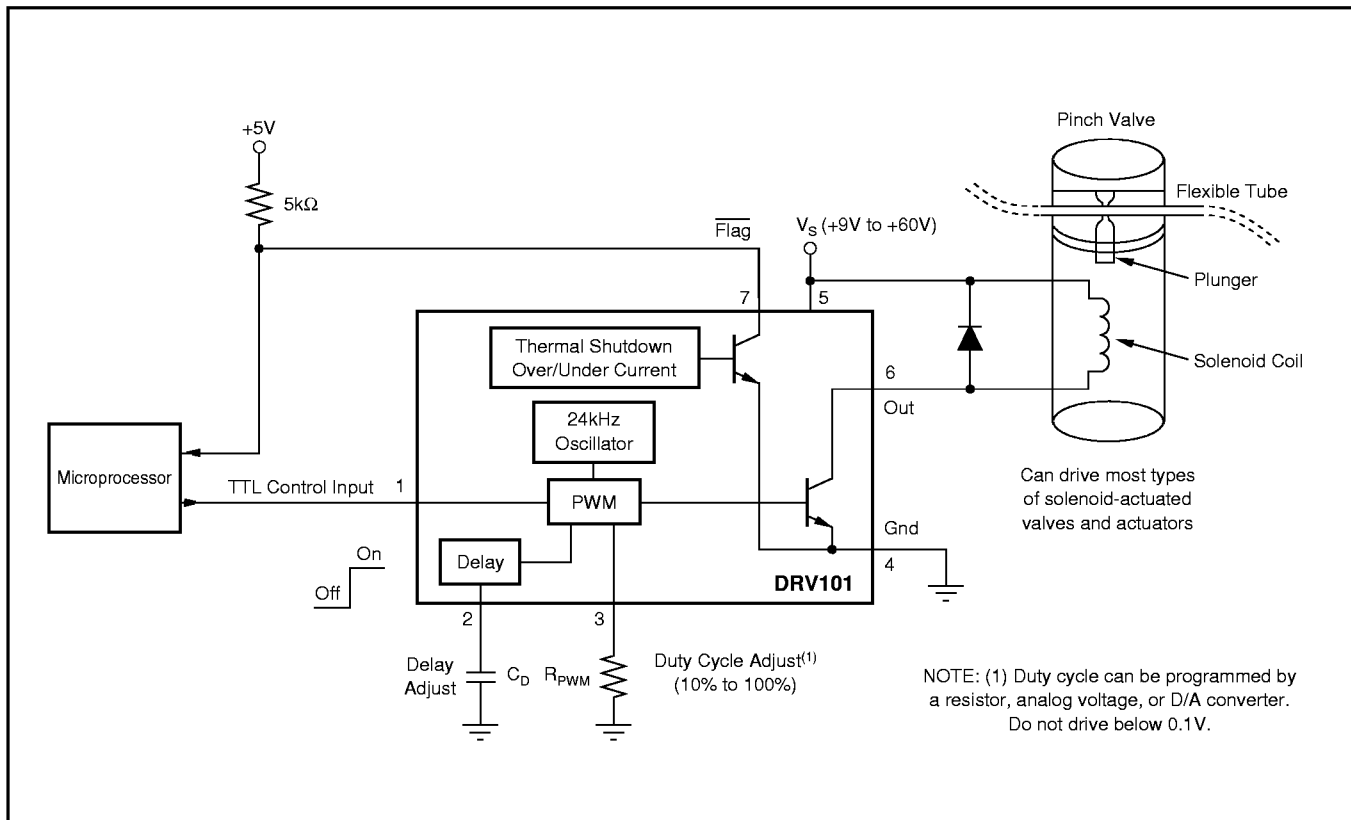 +5V
5kΩ
Flag
V_S (+9V to +60V)
Pinch Valve
Flexible Tube
Plunger
Solenoid Coil
7
5
Thermal Shutdown
Over/Under Current
6
Out
24kHz
Oscillator
Microprocessor
TTL Control Input
1
PWM
Can drive most types
of solenoid-actuated
valves and actuators
Gnd
4
On
Off
Delay
DRV101
2
3
Delay
Adjust
C_D
R_PWM
Duty Cycle Adjust(1)
(10% to 100%)
NOTE: (1) Duty cycle can be programmed by
a resistor, analog voltage, or D/A converter.
Do not drive below 0.1V.